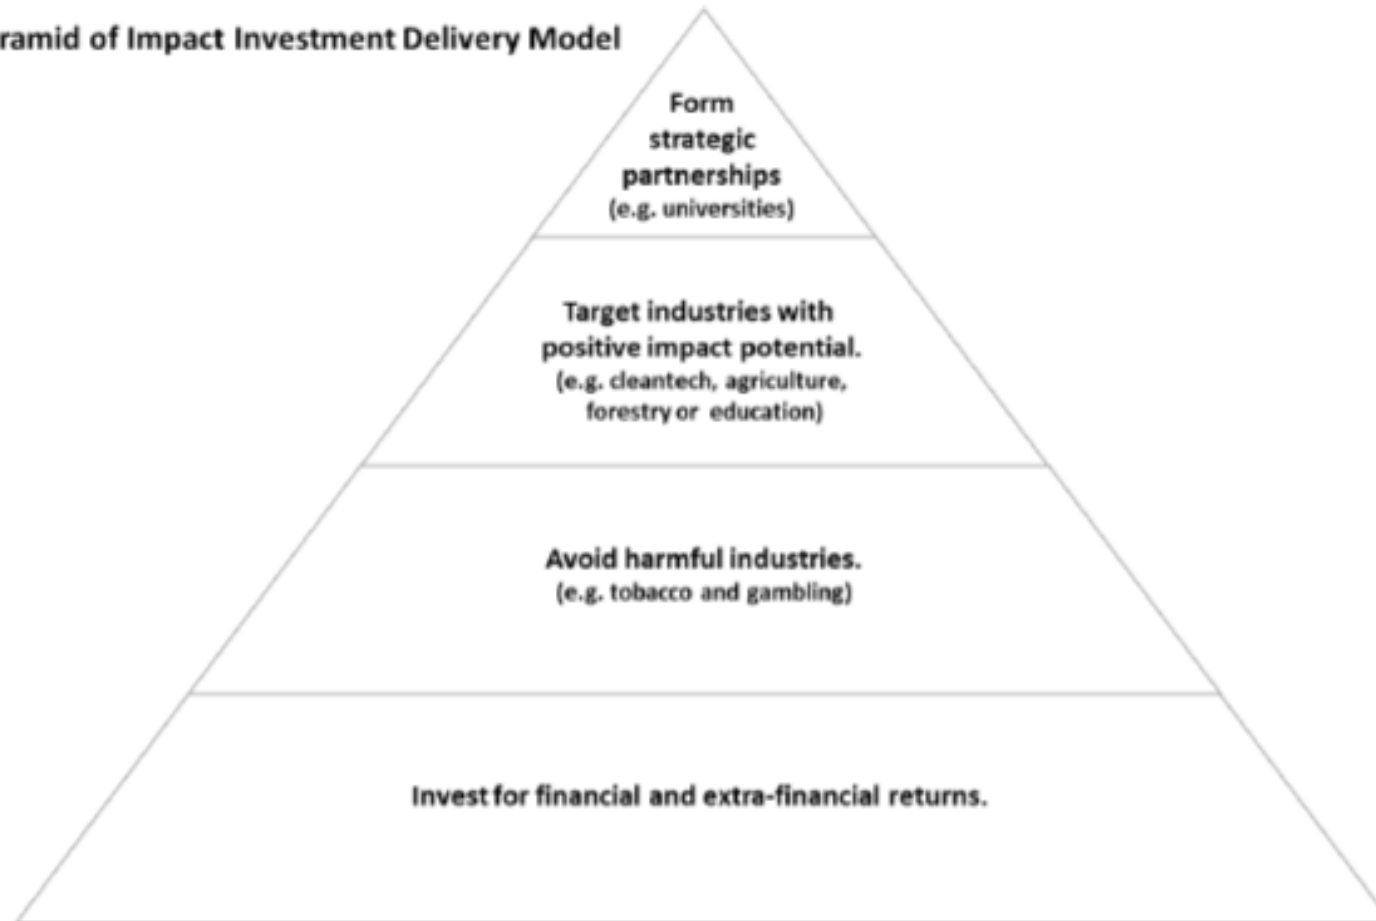 ramid of Impact Investment Delivery Model
Form
strategic
partnerships
(e.g. universities)
Target industries with
positive impact potential.
(e.g. cleantech, agriculture,
forestry or education)
Avoid harmful industries.
(e.g. tobacco and gambling)
Invest for financial and extra-financial returns.